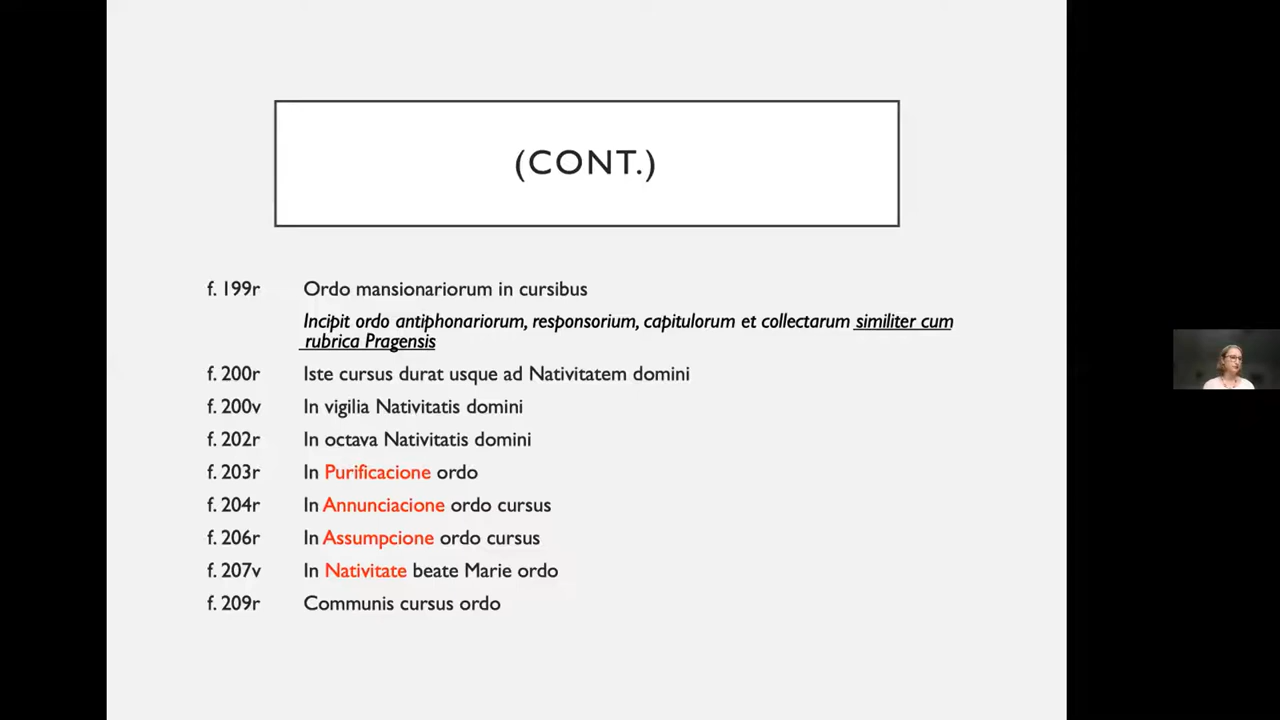 (CONT.)
f. 199r Ordo mansionariorum in cursibus
Incipit ordo antiphonariorum, responsorium, capitulorum et collectarum similiter cum
rubrica Pragensis
f. 200r Iste cursus durat usque ad Nativitatem domini
f. 200v In vigilia Nativitatis domini
f. 202r In octava Nativitatis domini
f. 203r In Purificacione ordo
f. 204r In Annunciacione ordo cursus
f. 206r In Assumpcione ordo cursus
f. 207v In Nativitate beate Marie ordo
f. 209r Communis cursus ordo